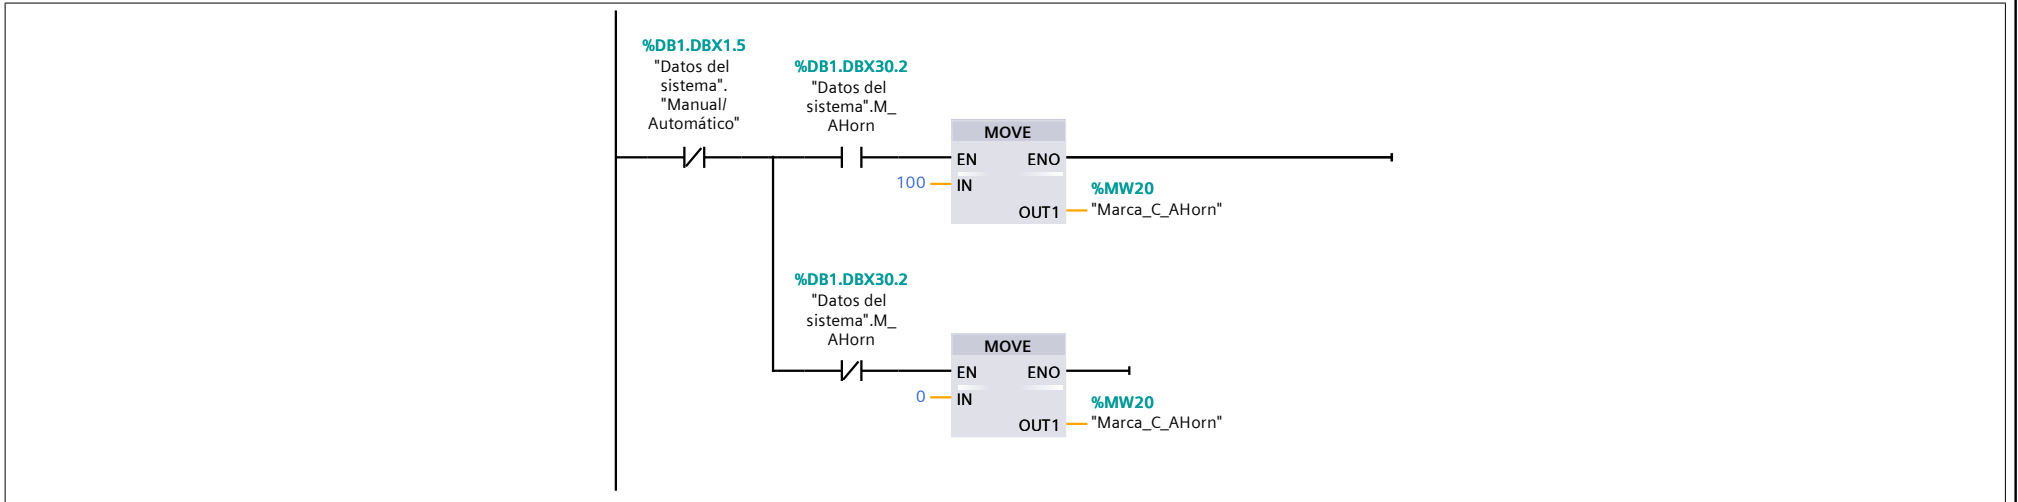 %DB1.DBX1.5
"Datos del
sistema".
"Manual/
Automático"
%DB1.DBX30.2
"Datos del
sistema".M_
AHorn
MOVE
EN ENO
100 IN
%MW20
OUT1 "Marca_C_AHorn"
%DB1.DBX30.2
"Datos del
sistema".M_
AHorn
MOVE
EN ENO
0 IN
%MW20
OUT1 "Marca_C_AHorn"